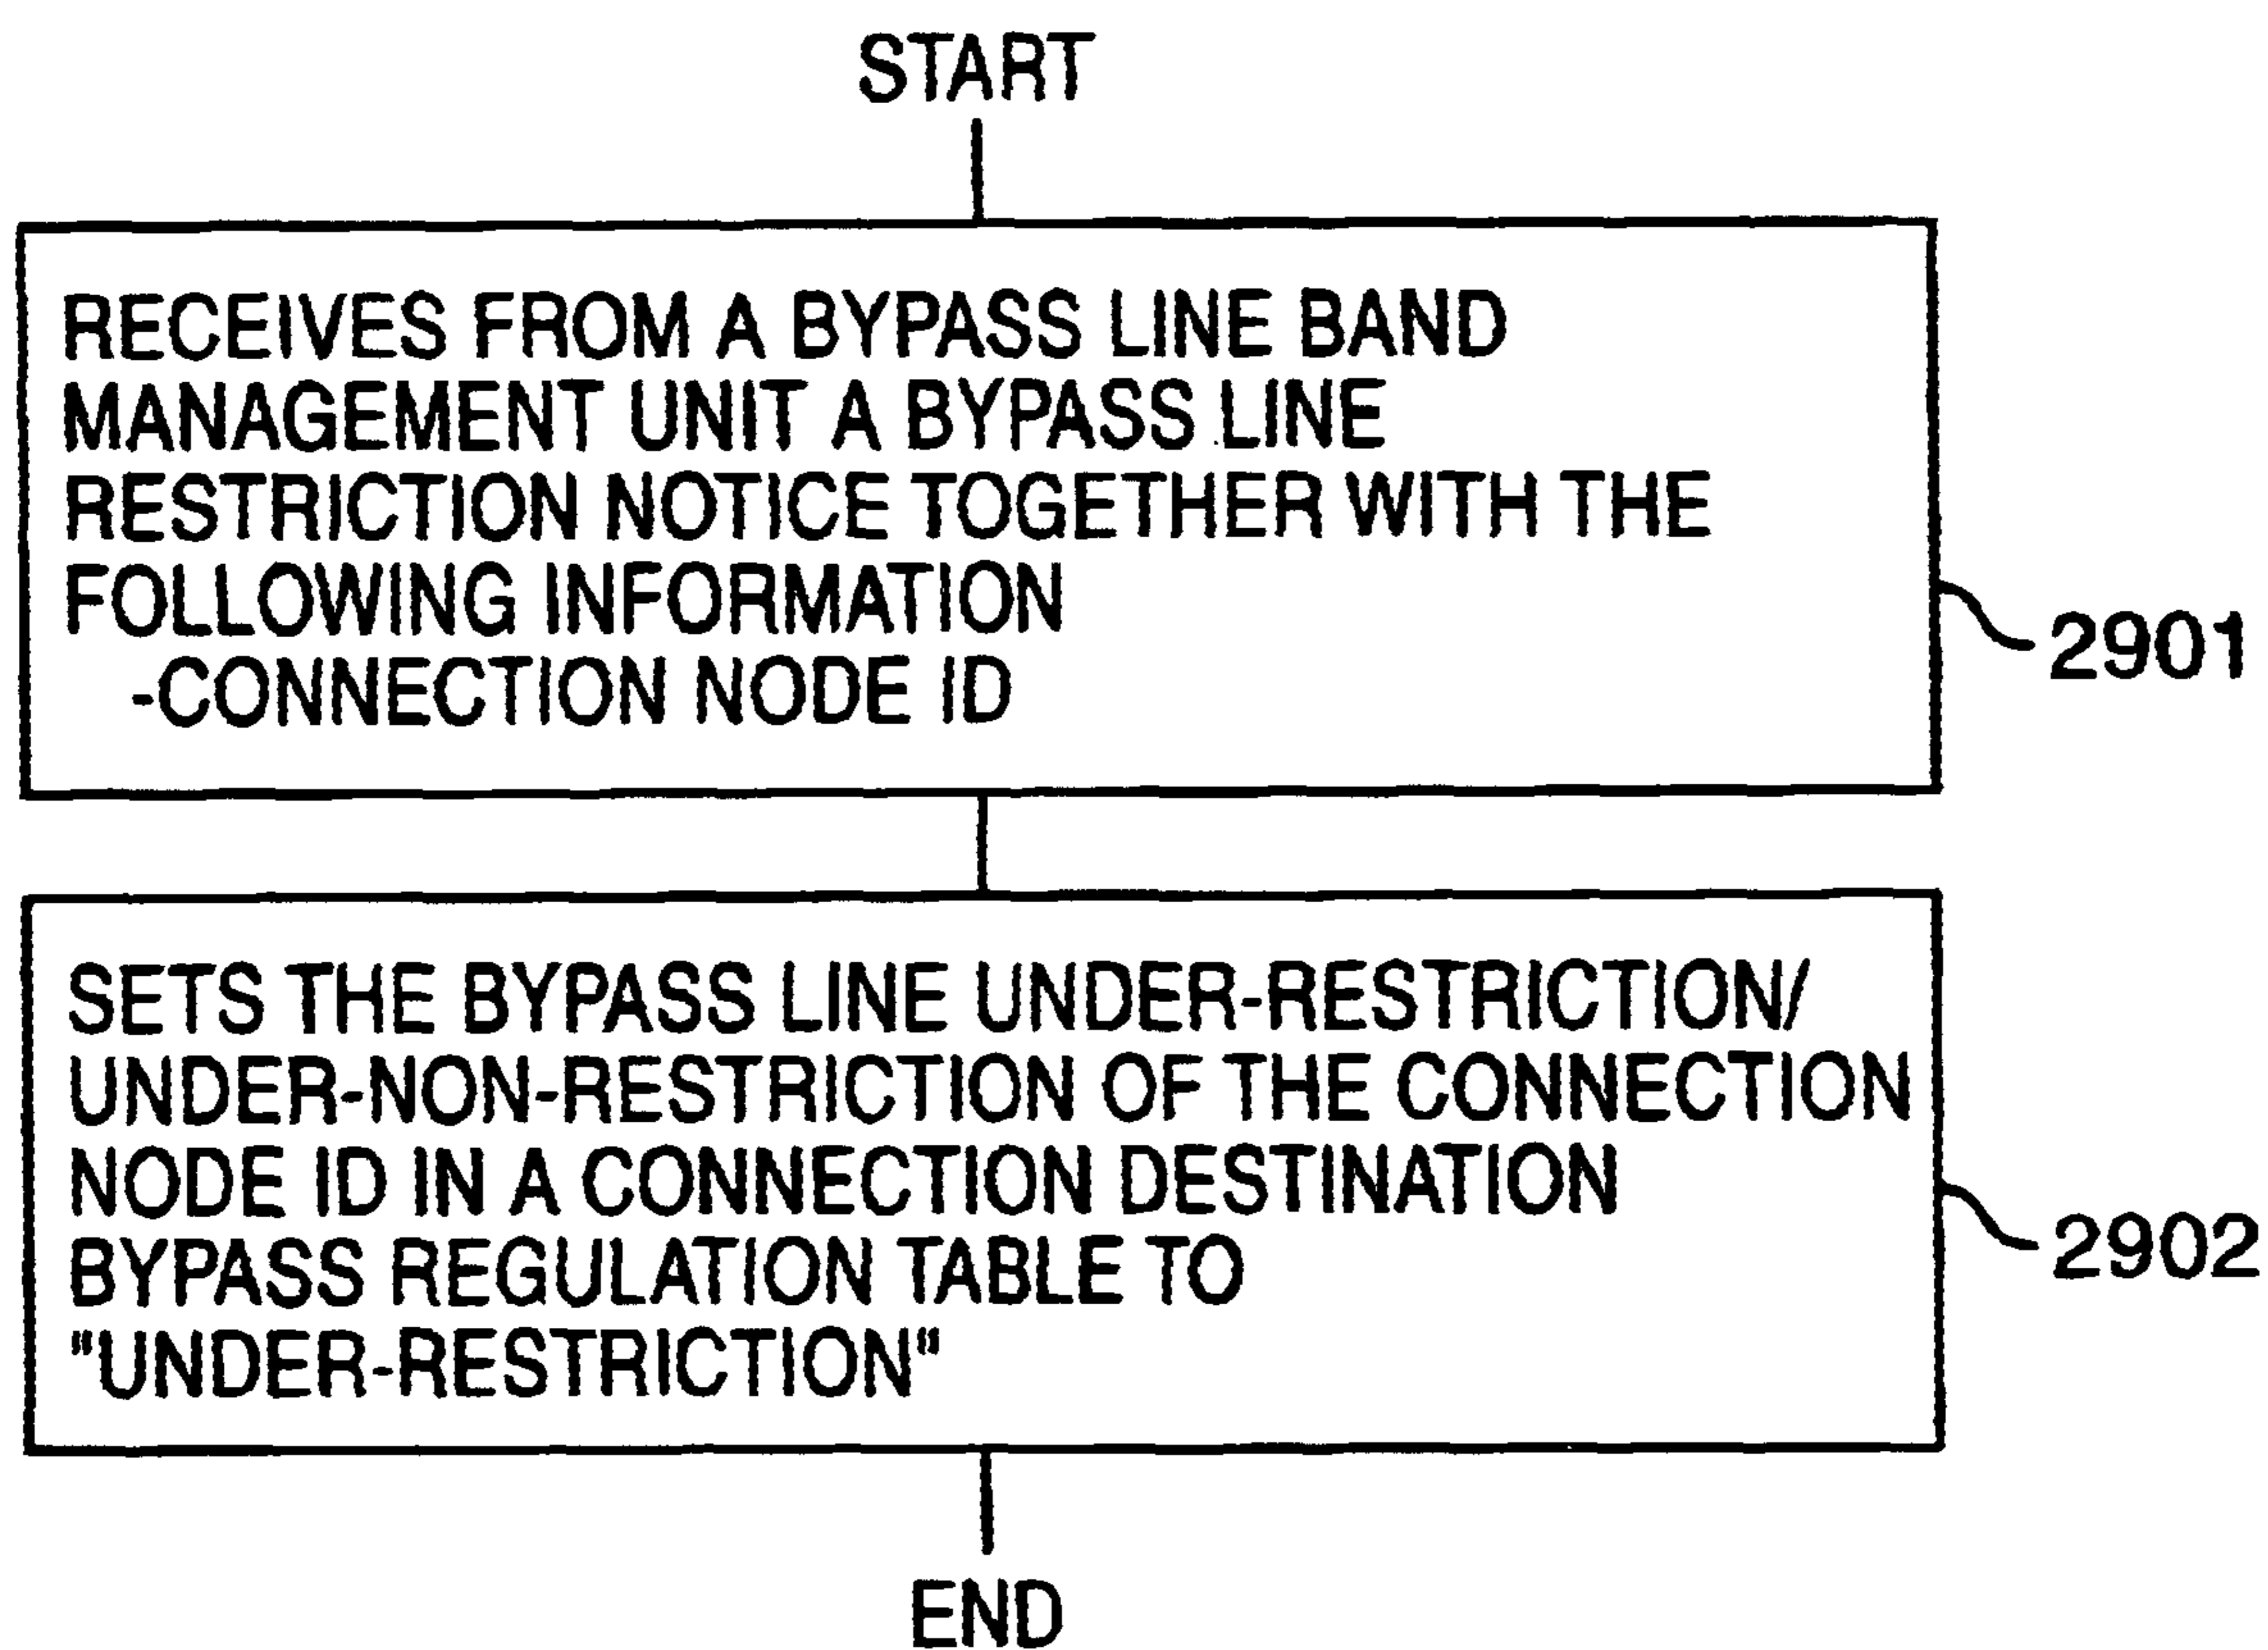 START
RECEIVES FROM A BYPASS LINE BAND
MANAGEMENT UNIT A BYPASS LINE
RESTRICTION NOTICE TOGETHER WITH THE
FOLLOWING INFORMATION
-CONNECTION NODE ID
2901
SETS THE BYPASS LINE UNDER-RESTRICTION/
UNDER-NON-RESTRICTION OF THE CONNECTION
NODE ID IN A CONNECTION DESTINATION
BYPASS REGULATION TABLE TO
"UNDER-RESTRICTION"
2902
END